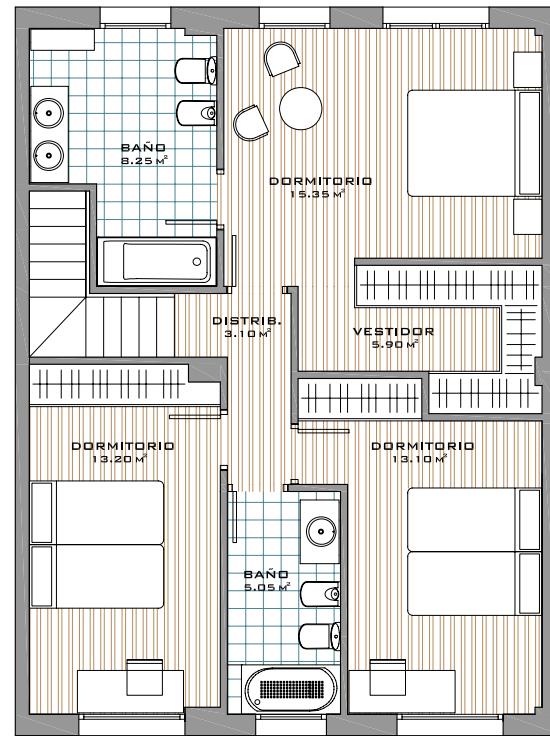 BAÑO
8.25 M²
DORMITORIO
15.35 M²
DISTRIB.
3.10 M²
VESTIDOR
5.90 M²
DORMITORIO
13.20 M²
DORMITORIO
13.10 M²
BAÑO
5.05 M²